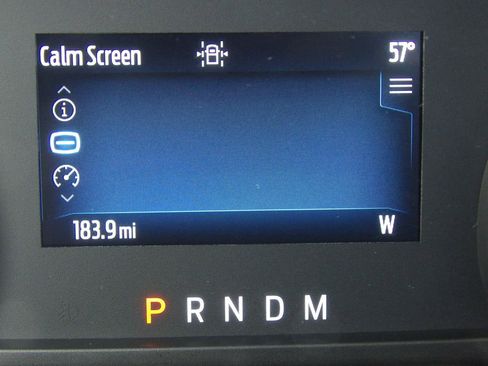 Calm Screen 57°
183.9 mi W
P R N D M